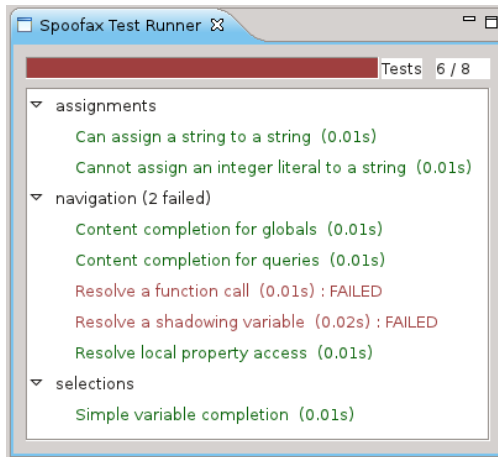 Spoofax Test Runner
Tests 6 / 8
assignments
Can assign a string to a string (0.01s)
Cannot assign an integer literal to a string (0.01s)
navigation (2 failed)
Content completion for globals (0.01s)
Content completion for queries (0.01s)
Resolve a function call (0.01s) : FAILED
Resolve a shadowing variable (0.02s) : FAILED
Resolve local property access (0.01s)
selections
Simple variable completion (0.01s)